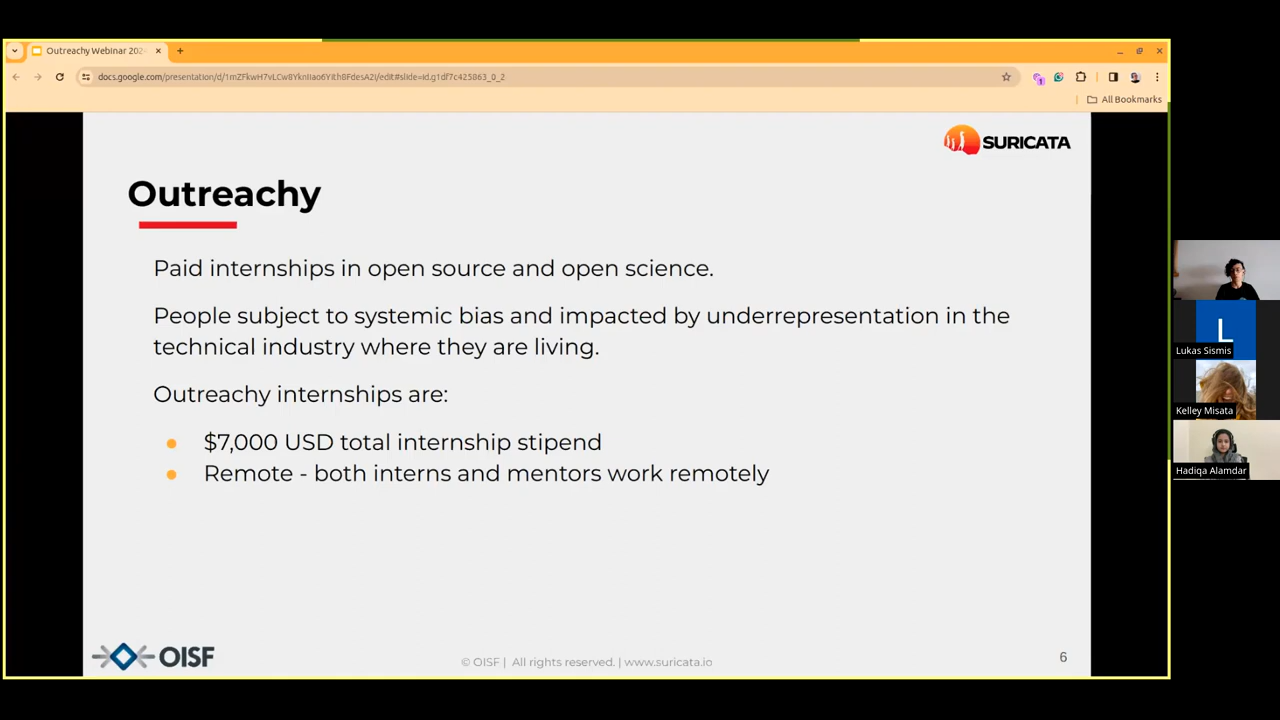 Outreachy Webinar 202
docs.google.com/presentation/d/1mZFkwH7vLCw8YknIIao6Yith8FdesA2I/edit#slide=id.g1df7c425863_0_2
All Bookmarks
SURICATA
Outreachy
Paid internships in open source and open science.
People subject to systemic bias and impacted by underrepresentation in the
technical industry where they are living.
Outreachy internships are:
$7,000 USD total internship stipend
Remote - both interns and mentors work remotely
OISF
© OISF | All rights reserved. | www.suricata.io
6
L
Lukas Sismis
Kelley Misata
Hadiqa Alamdar